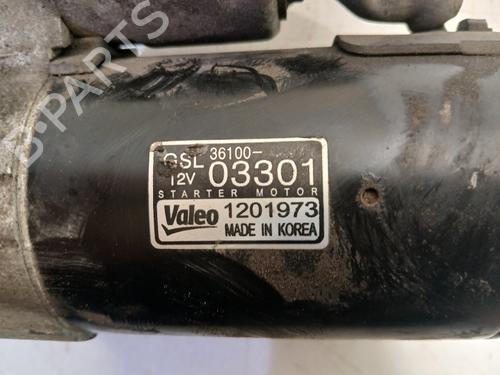 B-PARTS
GSL 36100-
12V 03301
STARTER MOTOR
Valeo 1201973
MADE IN KOREA